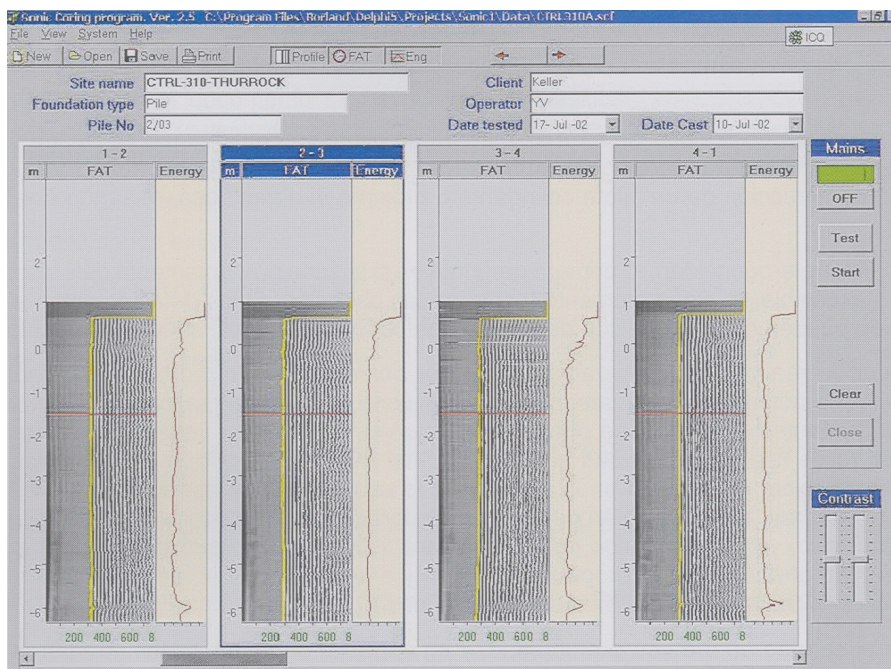 Sonic Coring program. Ver. 2.5 C:\Program Files\Borland\Delphi5\Projects\Sonic1\Data\CTRL310A.scf
File View System Help
ICQ
New Open Save Print Profile FAT Eng
Site name CTRL-310-THURROCK Client Keller
Foundation type Pile Operator YV
Pile No 2/03 Date tested 17-Jul-02 Date Cast 10-Jul-02
1-2 2-3 3-4 4-1 Mains
m FAT Energy m FAT Energy m FAT Energy m FAT Energy
OFF
Test
2 2 2 2
Start
1 1 1 1
0 0 0 0
-1 -1 -1 -1 Clear
-2 -2 -2 -2 Close
-3 -3 -3 -3
Contrast
-4 -4 -4 -4
-5 -5 -5 -5
-6 -6 -6 -6
200 400 600 8 200 400 600 8 200 400 600 8 200 400 600 8